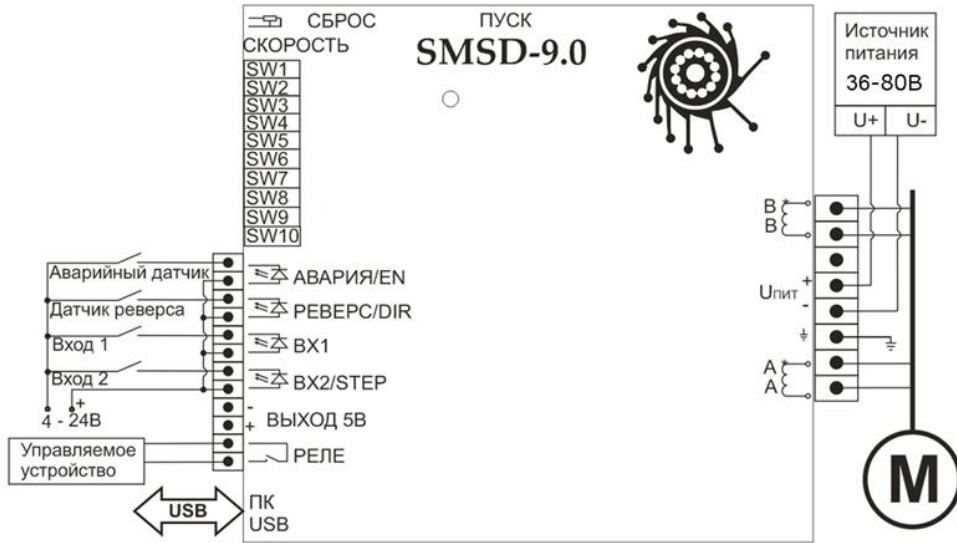 СБРОС
ПУСК
СКОРОСТЬ
SMSD-9.0
SW1
SW2
SW3
SW4
SW5
SW6
SW7
SW8
SW9
SW10
Источник
питания
36-80В
U+ U-
Аварийный датчик
АВАРИЯ/EN
Датчик реверса
РЕВЕРС/DIR
Вход 1
ВХ1
Вход 2
ВХ2/STEP
+
4 - 24В
-
+
ВЫХОД 5В
Управляемое
устройство
РЕЛЕ
USB
ПК
USB
B *
B
Uпит
+
-
A *
A
M